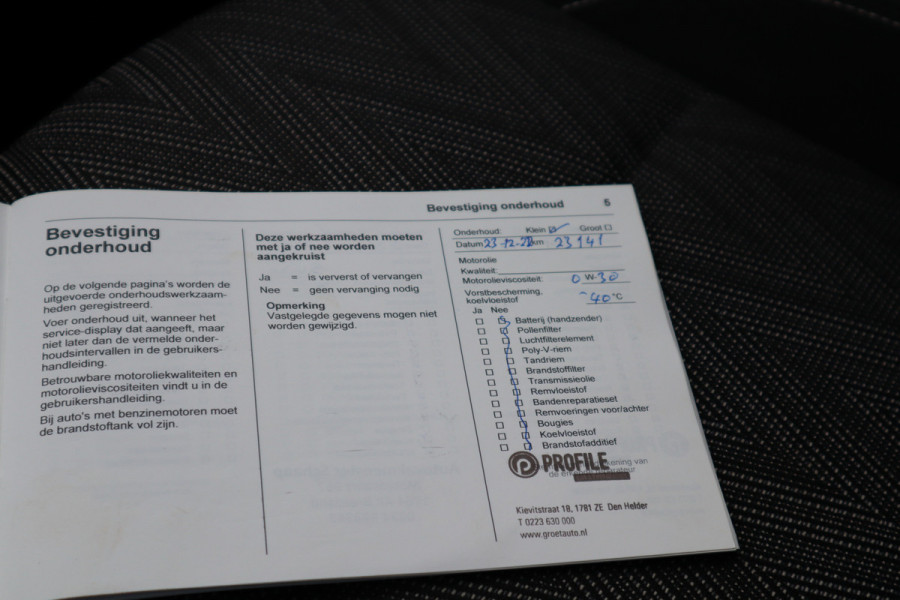 Bevestiging onderhoud 5
Bevestiging
onderhoud
Op de volgende pagina's worden de
uitgevoerde onderhoudswerkzaam-
heden geregistreerd.
Voer onderhoud uit, wanneer het
service-display dat aangeeft, maar
niet later dan de vermelde onder-
houdsintervallen in de gebruikers-
handleiding.
Betrouwbare motoroliekwaliteiten en
motorolieviscositeiten vindt u in de
gebruikershandleiding.
Bij auto's met benzinemotoren moet
de brandstoftank vol zijn.
Deze werkzaamheden moeten
met ja of nee worden
aangekruist
Ja = is ververst of vervangen
Nee = geen vervanging nodig
Opmerking
Vastgelegde gegevens mogen niet
worden gewijzigd.
Onderhoud: Klein Groot
Datum 23-12- km 23141
Motorolie
Kwaliteit:
Motorolieviscositeit: 0 W- 30
Vorstbescherming,
koelvloeistof -40 °C
Ja Nee
Batterij (handzender)
Pollenfilter
Luchtfilterelement
Poly-V-riem
Tandriem
Brandstoffilter
Transmissieolie
Remvloeistof
Bandenreparatieset
Remvoeringen voor/achter
Bougies
Koelvloeistof
Brandstofadditief
PROFILE
Kievitstraat 18, 1781 ZE Den Helder
T 0223 630 000
www.groetauto.nl